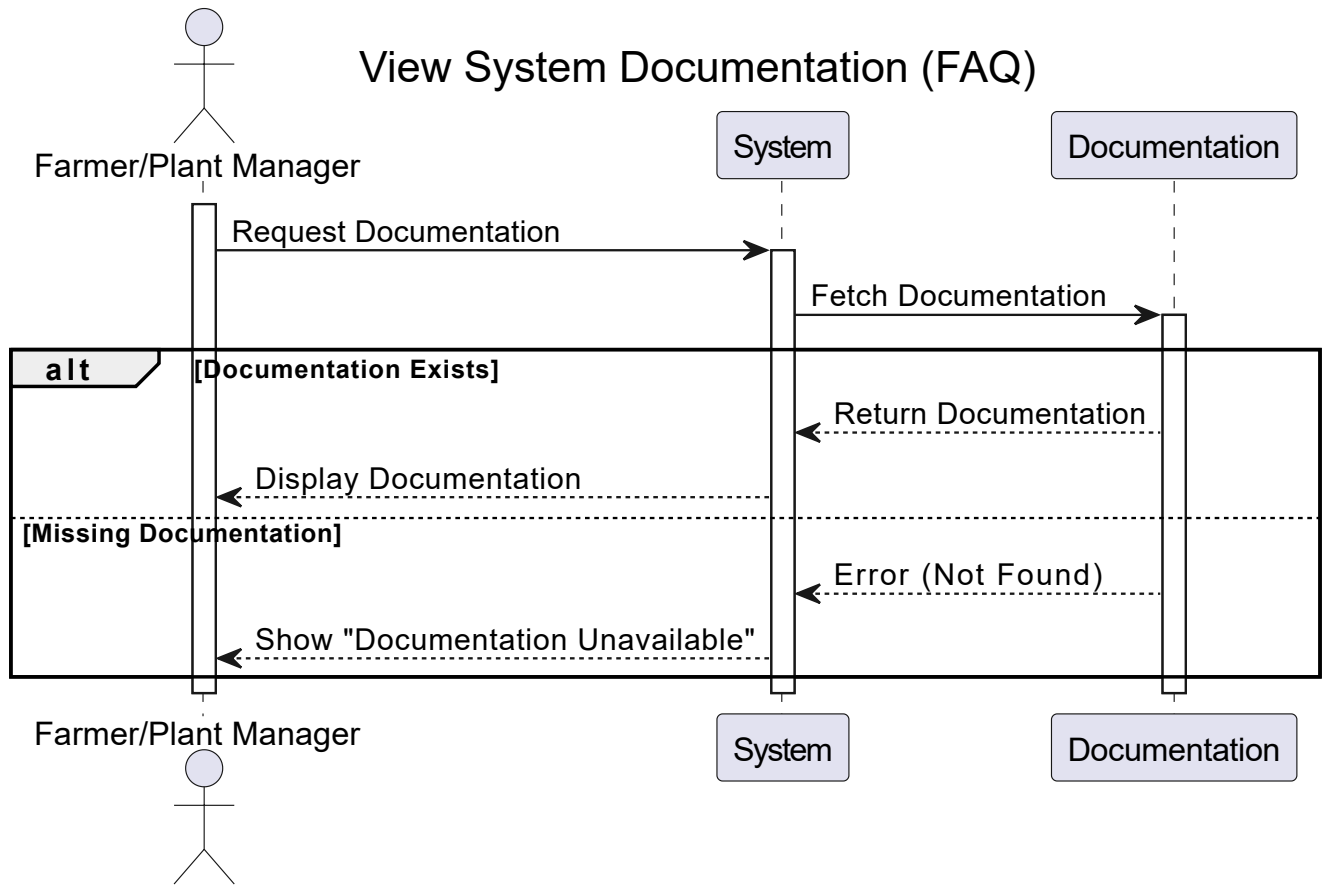 View System Documentation (FAQ)
Farmer/Plant Manager
System
Documentation
Request Documentation
Fetch Documentation
alt
[Documentation Exists]
Return Documentation
Display Documentation
[Missing Documentation]
Error (Not Found)
Show "Documentation Unavailable"
Farmer/Plant Manager
System
Documentation